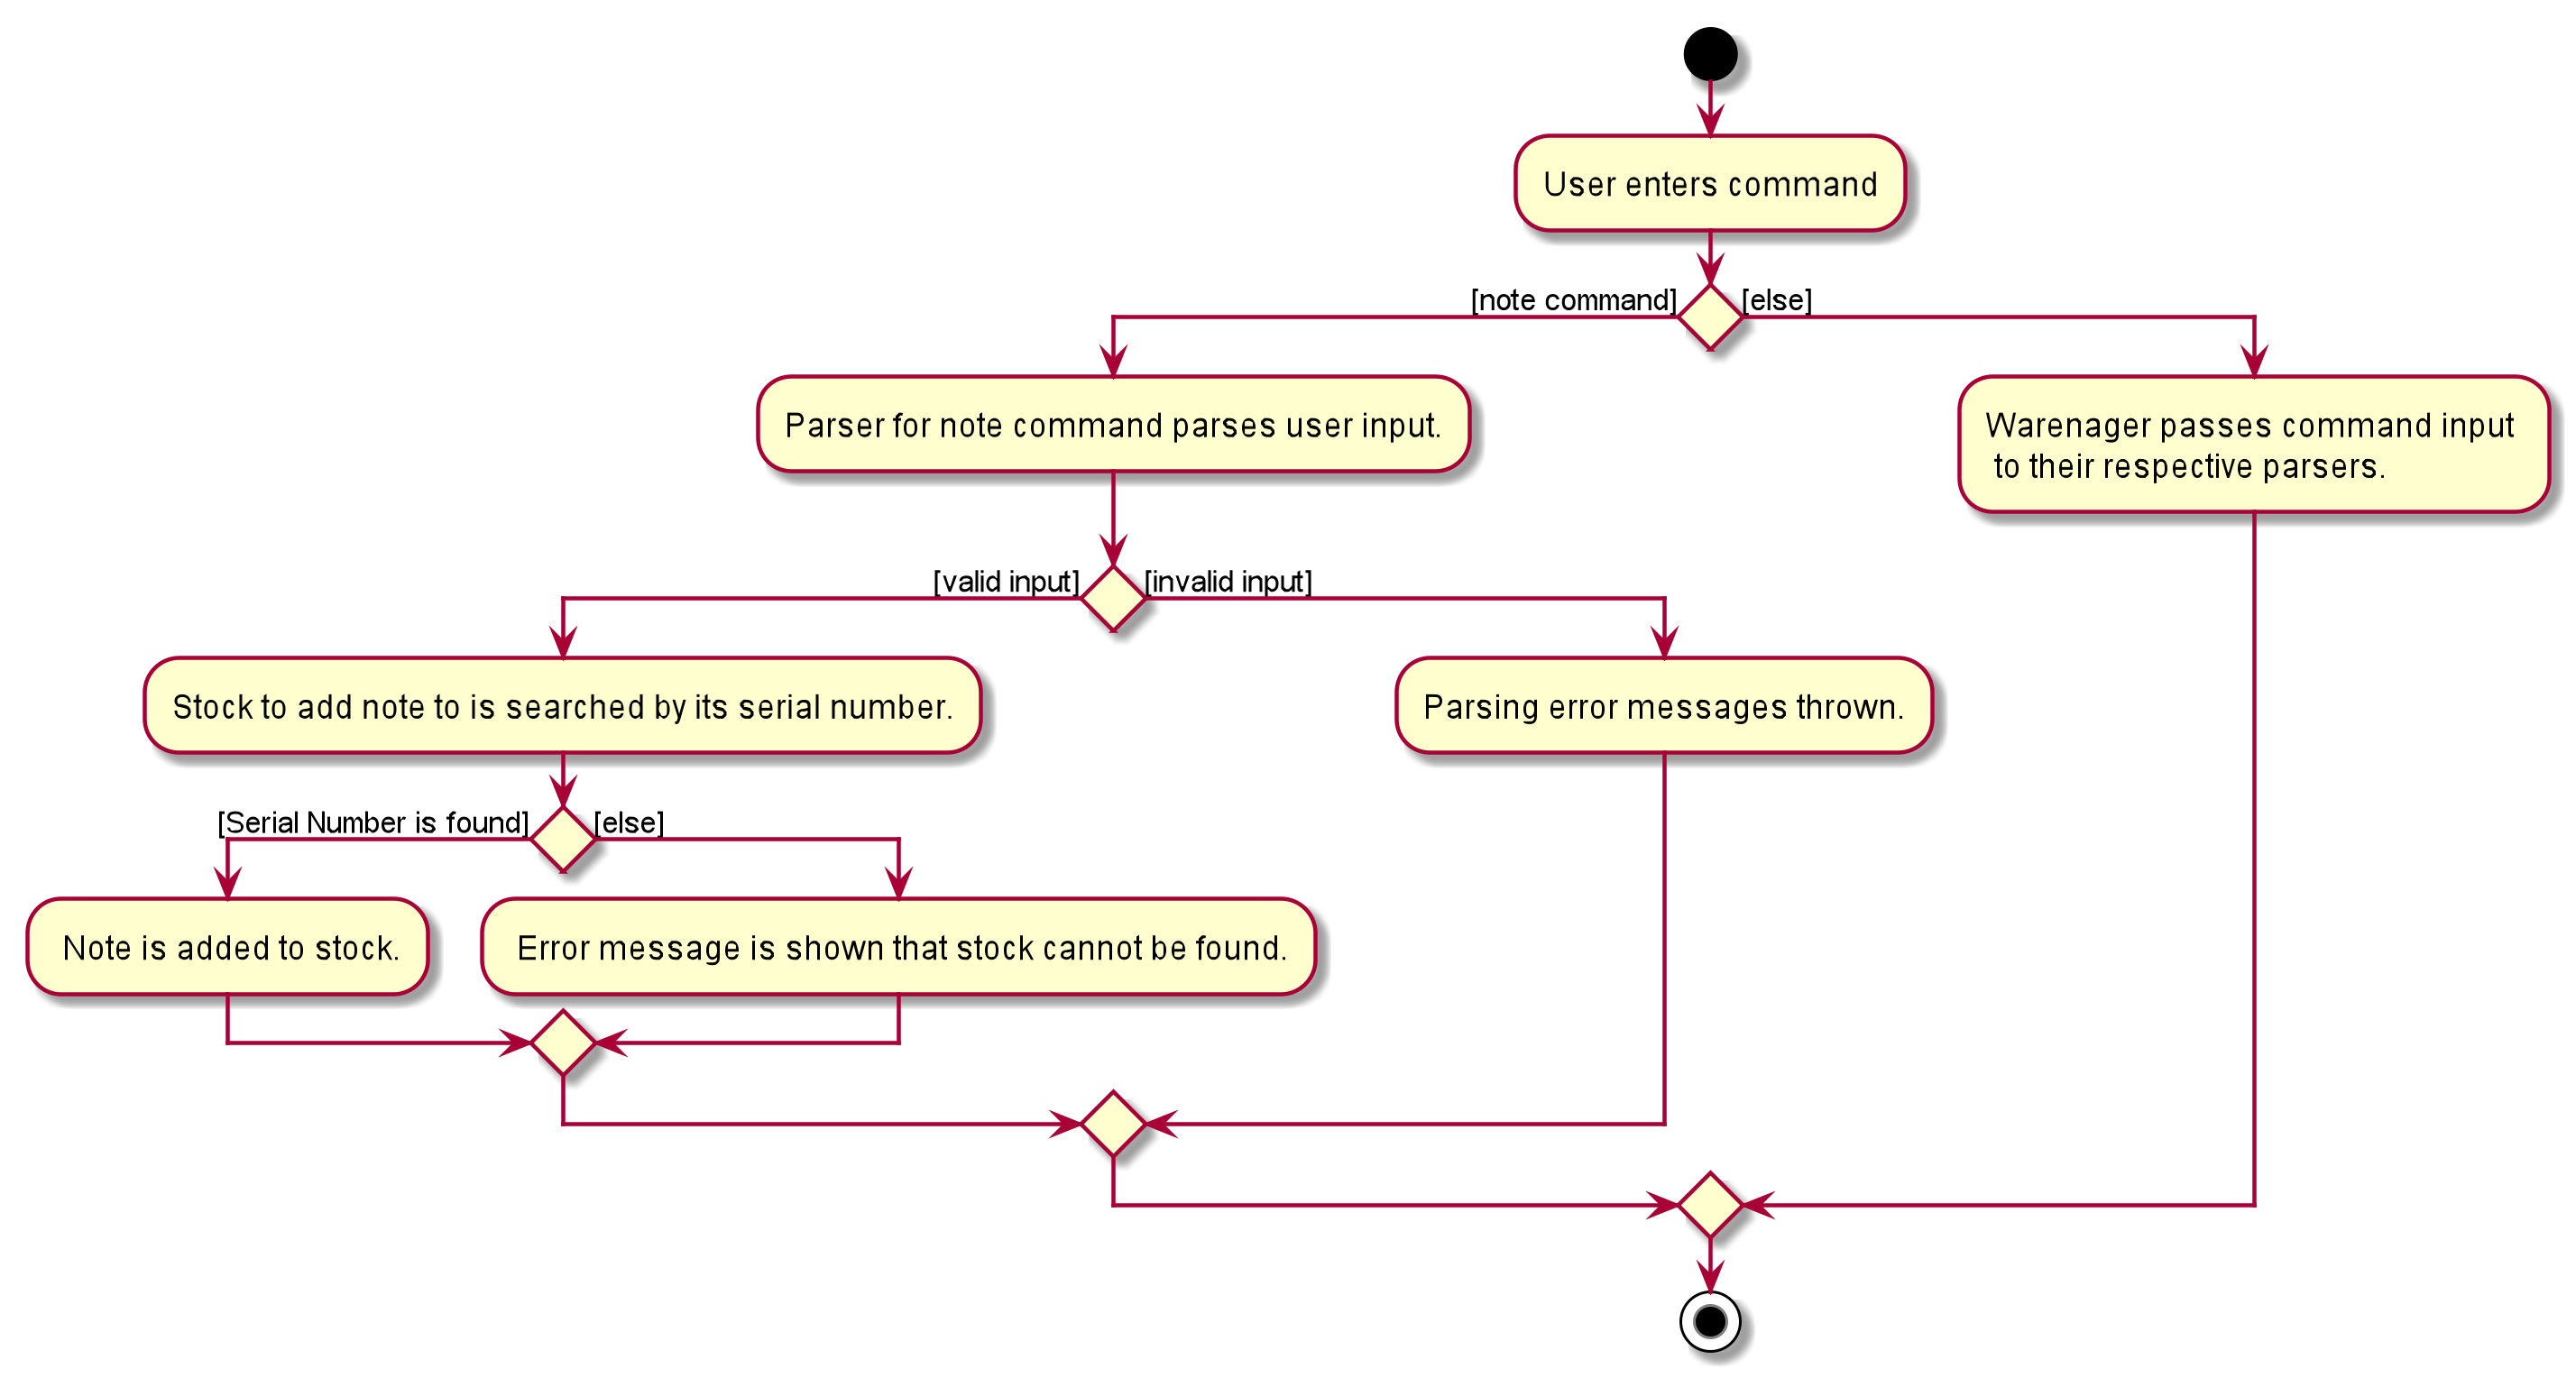 User enters command
[note command]
[else]
Parser for note command parses user input.
Warenager passes command input
to their respective parsers.
[valid input]
[invalid input]
Stock to add note to is searched by its serial number.
Parsing error messages thrown.
[Serial Number is found]
[else]
Note is added to stock.
Error message is shown that stock cannot be found.